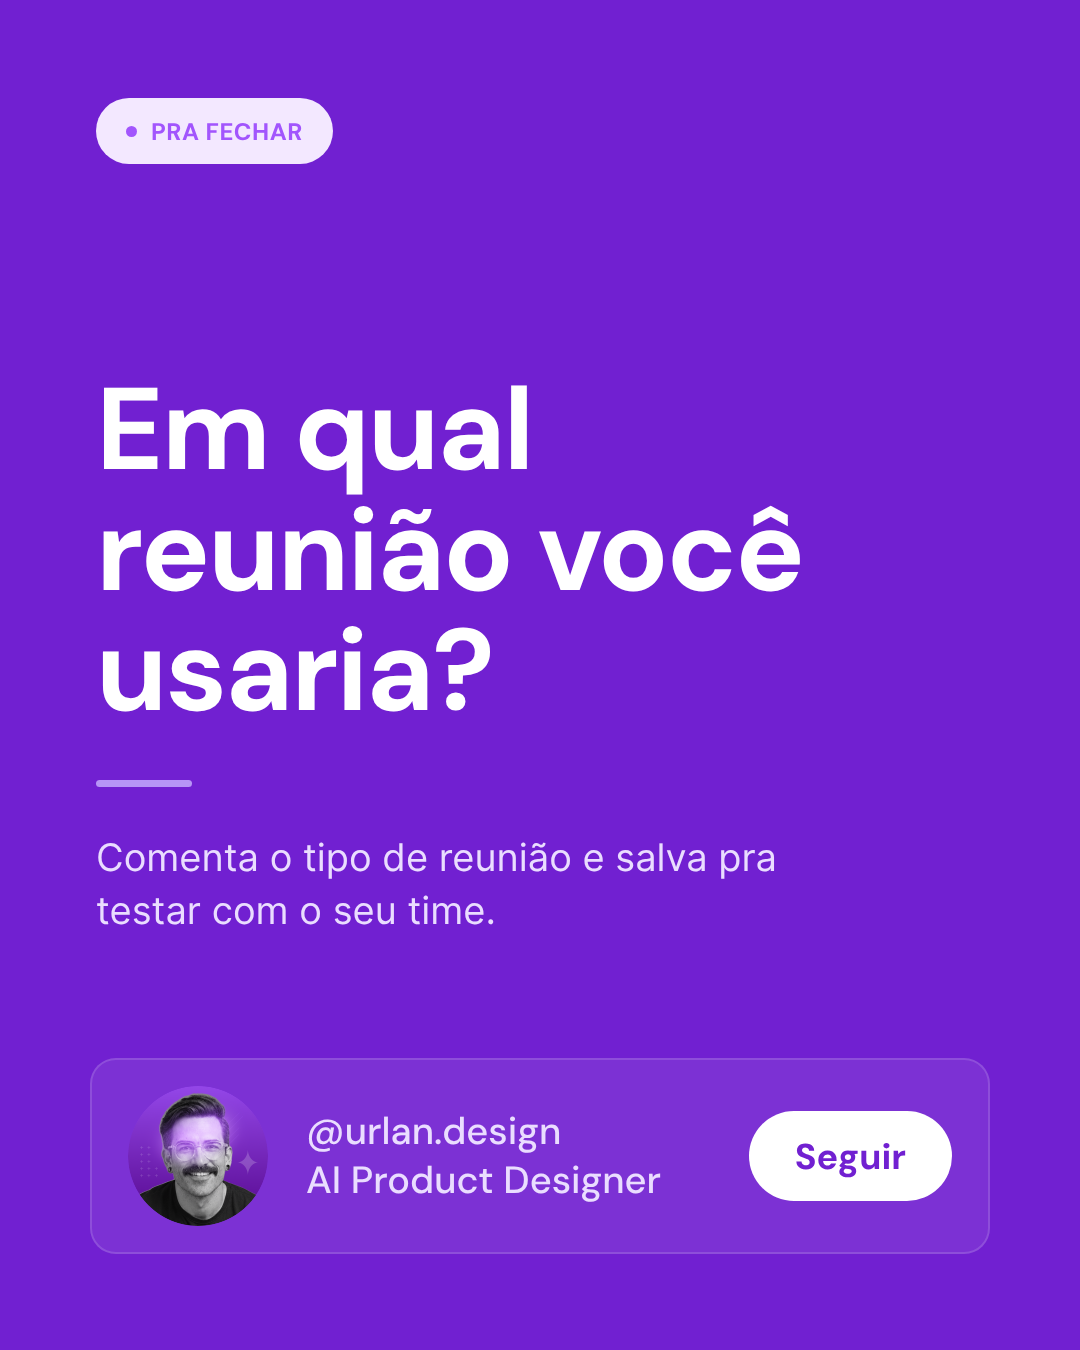 PRA FECHAR
Em qual
reunião você
usaria?
Comenta o tipo de reunião e salva pra
testar com o seu time.
@urlan.design
AI Product Designer
Seguir